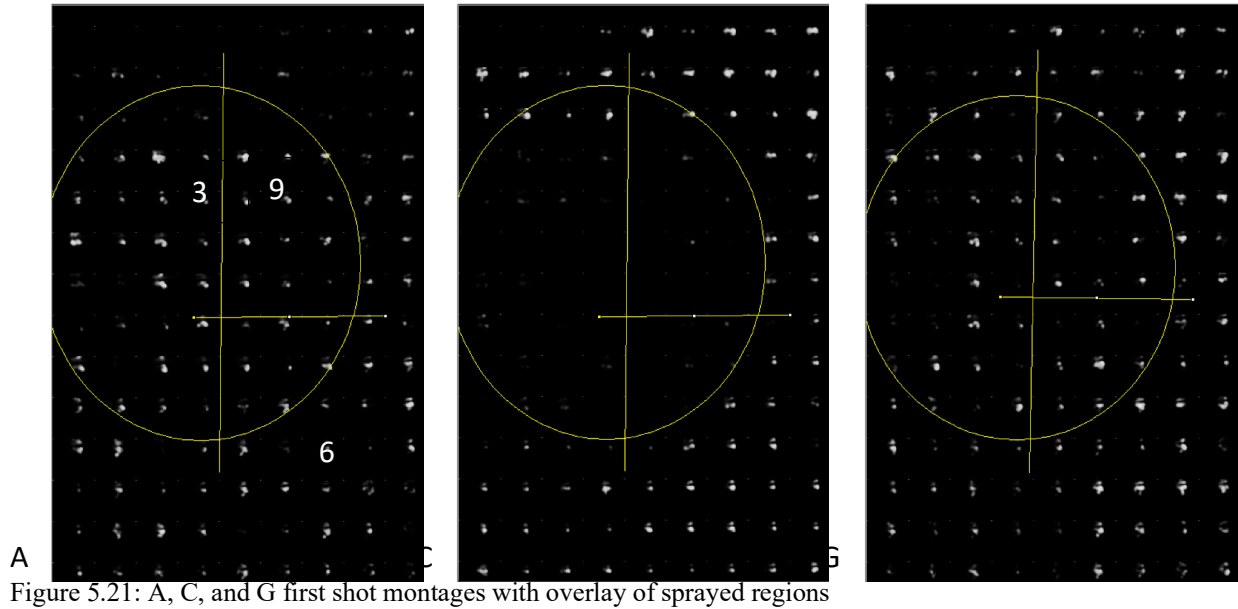 3 9
6
A C G
Figure 5.21: A, C, and G first shot montages with overlay of sprayed regions